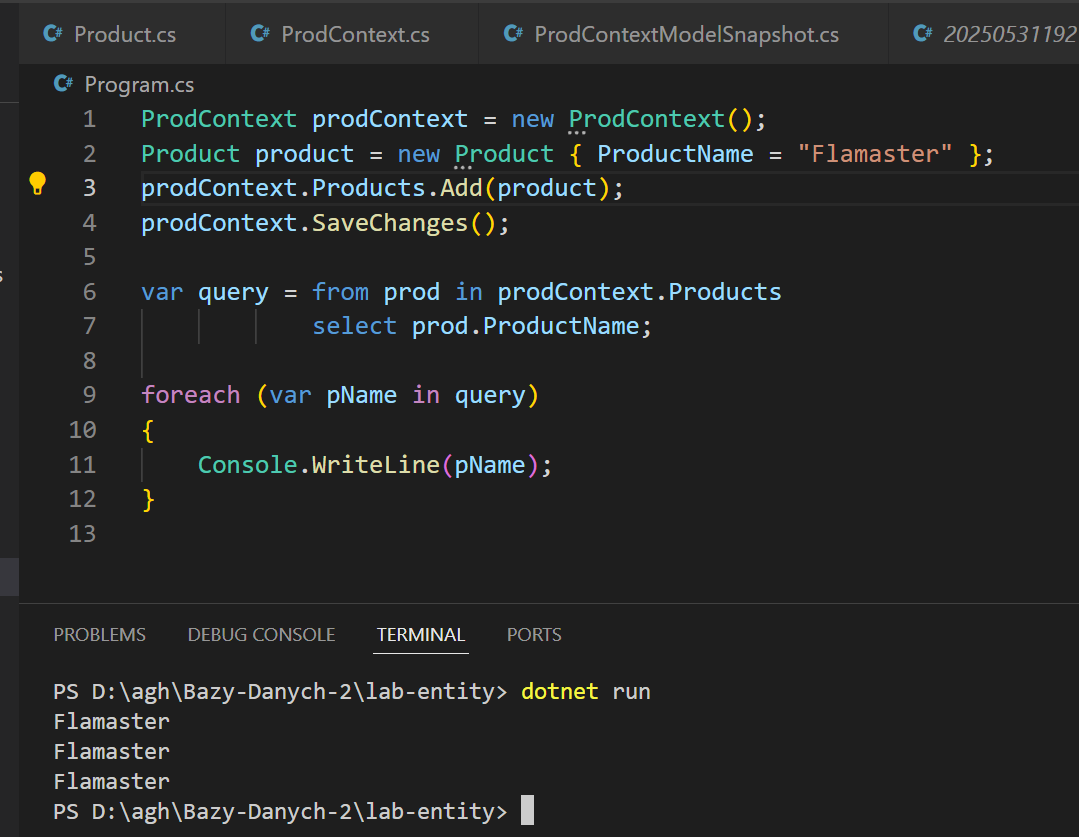 Product.cs ProdContext.cs ProdContextModelSnapshot.cs 20250531192
Program.cs
1 ProdContext prodContext = new ProdContext();
2 Product product = new Product { ProductName = "Flamaster" };
3 prodContext.Products.Add(product);
4 prodContext.SaveChanges();
5
6 var query = from prod in prodContext.Products
7 select prod.ProductName;
8
9 foreach (var pName in query)
10 {
11 Console.WriteLine(pName);
12 }
13
PROBLEMS DEBUG CONSOLE TERMINAL PORTS
PS D:\agh\Bazy-Danych-2\lab-entity> dotnet run
Flamaster
Flamaster
Flamaster
PS D:\agh\Bazy-Danych-2\lab-entity>